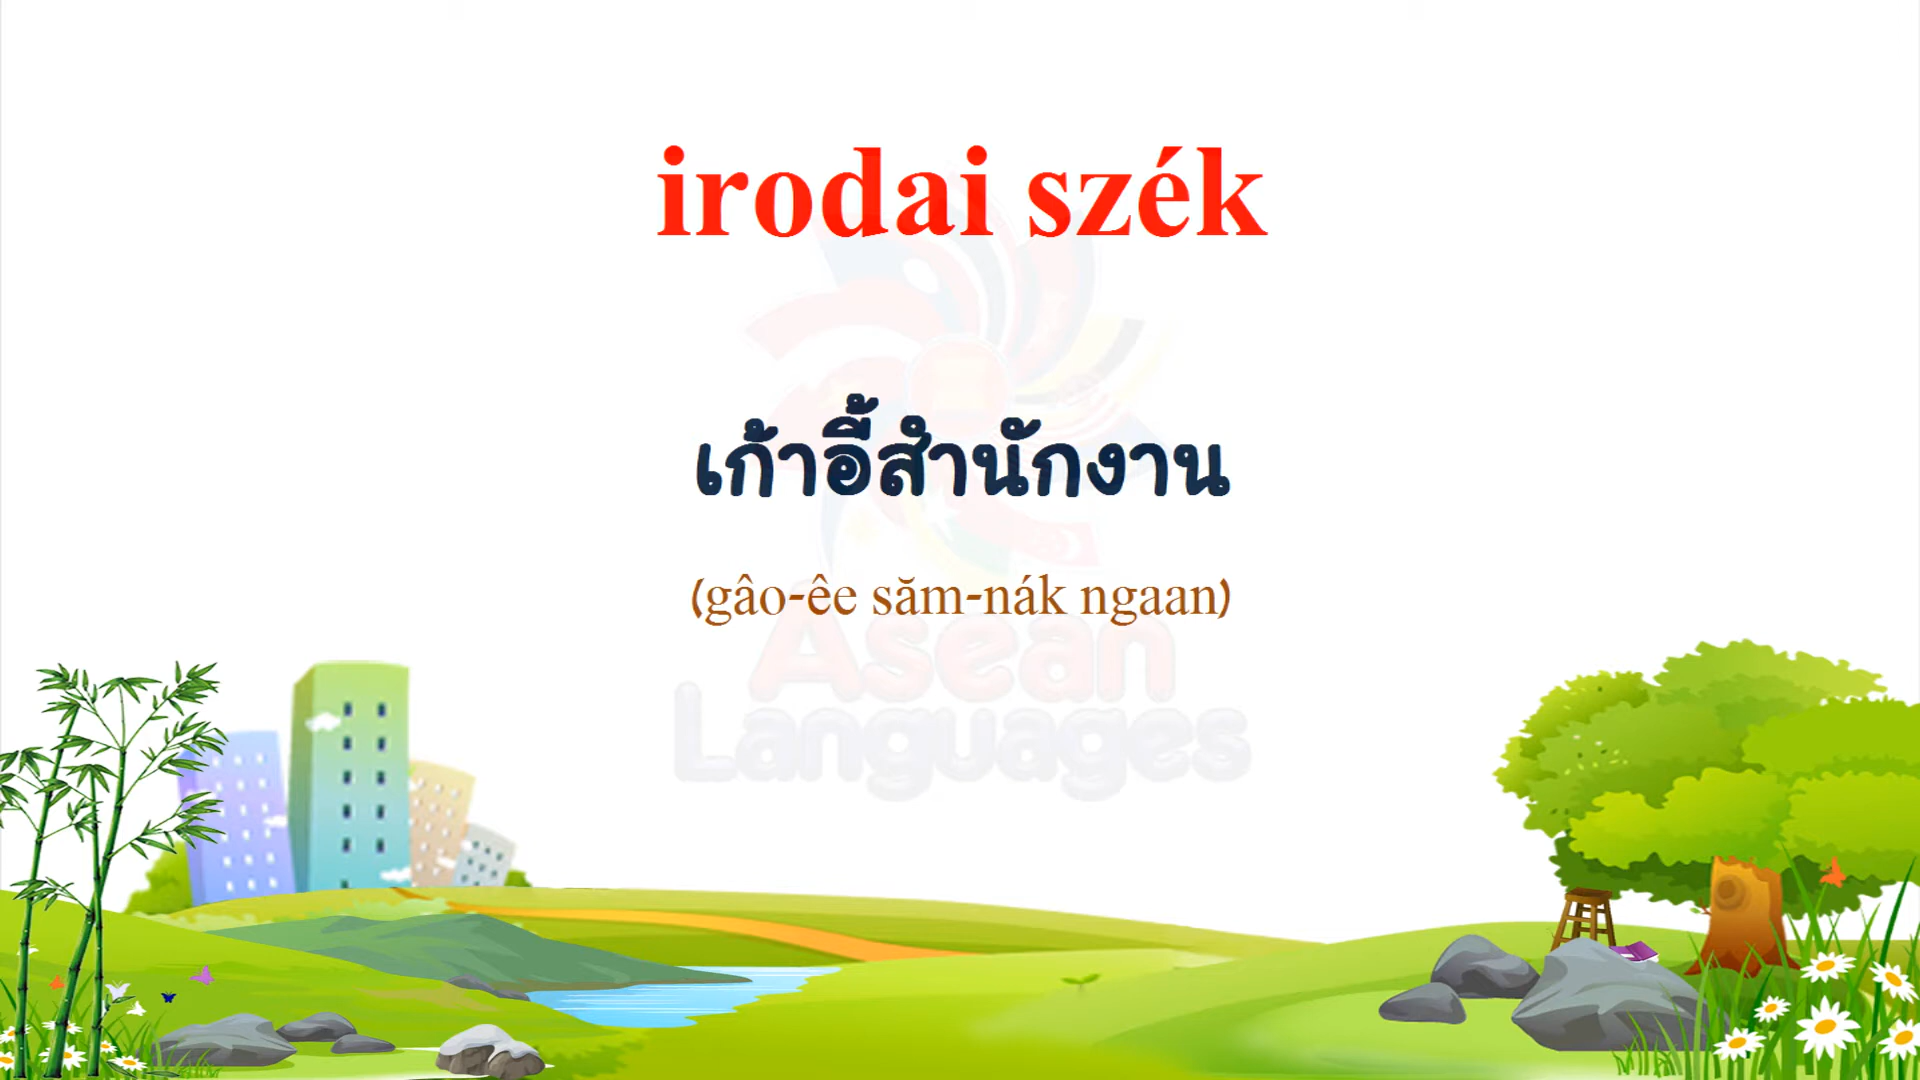 irodai szék
เก้าอี้สำนักงาน
(gâo-êe săm-nák ngaan)
Asean
Languages